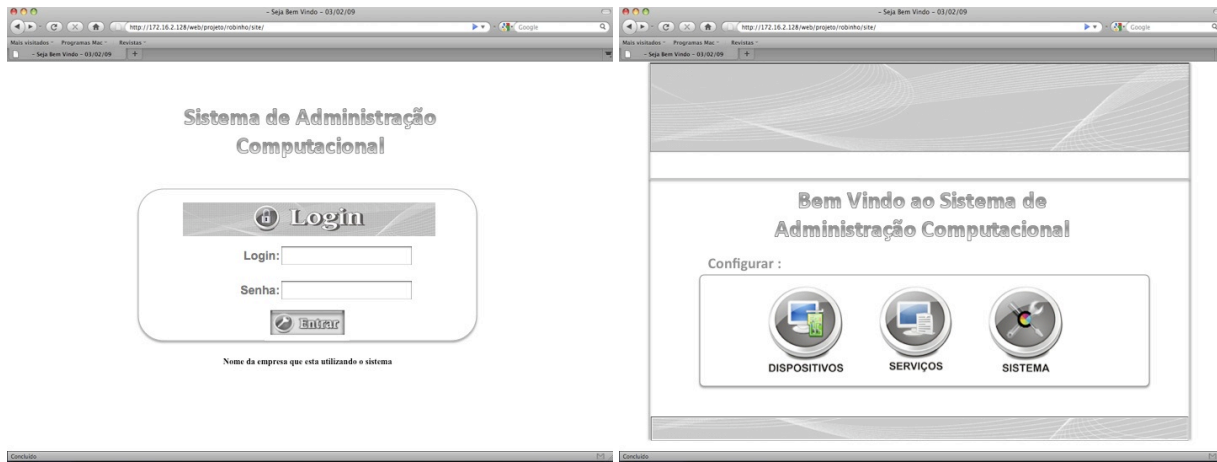 - Seja Bem Vindo - 03/02/09
http://172.16.2.128/web/projeto/robinho/site/
Google
Mais visitados
Programas Mac
Revistas
- Seja Bem Vindo - 03/02/09
Sistema de Administração
Computacional
Login
Login:
Senha:
Entrar
Nome da empresa que esta utilizando o sistema
Concluído
- Seja Bem Vindo - 03/02/09
http://172.16.2.128/web/projeto/robinho/site/
Google
Mais visitados
Programas Mac
Revistas
- Seja Bem Vindo - 03/02/09
Bem Vindo ao Sistema de
Administração Computacional
Configurar :
DISPOSITIVOS
SERVIÇOS
SISTEMA
Concluído